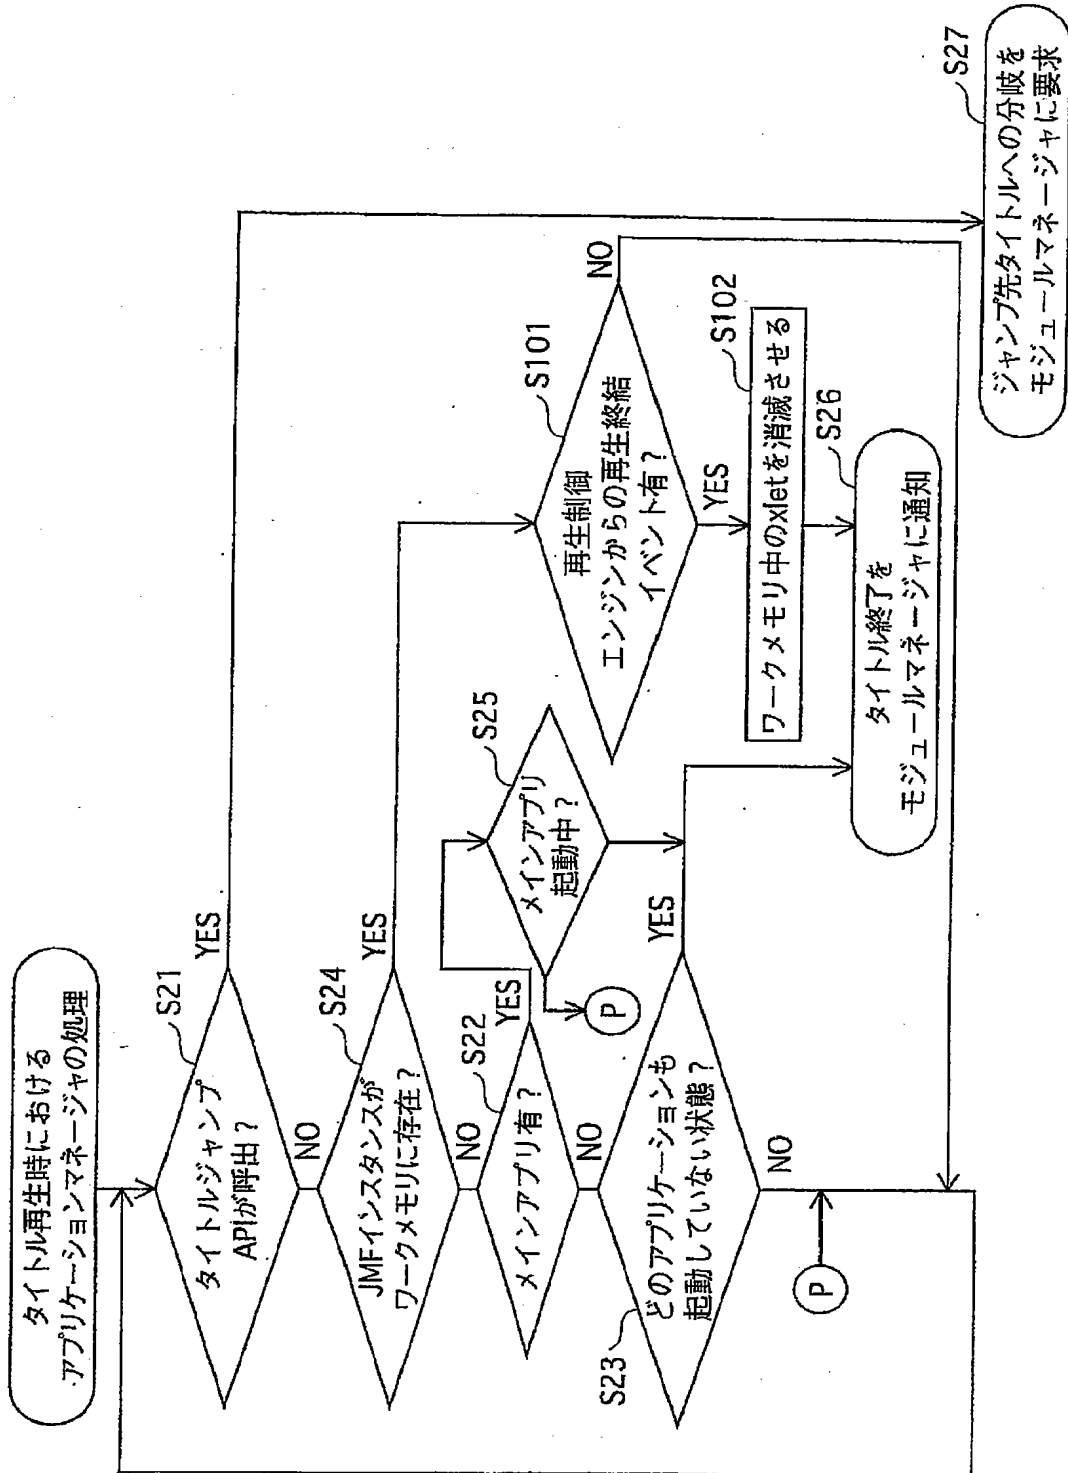 タイトル再生時における
アプリケーションマネージャの処理
S21
タイトルジャンプ
APIが呼出？
YES
NO
S24
JMFインスタンスが
ワークメモリに存在？
YES
NO
S22
メインアプリ有？
YES
NO
S25
メインアプリ
起動中？
P
S23
どのアプリケーションも
起動していない状態？
YES
NO
P
S101
再生制御
エンジンからの再生終結
イベント有？
NO
YES
S102
ワークメモリ中のxletを消滅させる
S26
タイトル終了を
モジュールマネージャに通知
S27
ジャンプ先タイトルへの分岐を
モジュールマネージャに要求